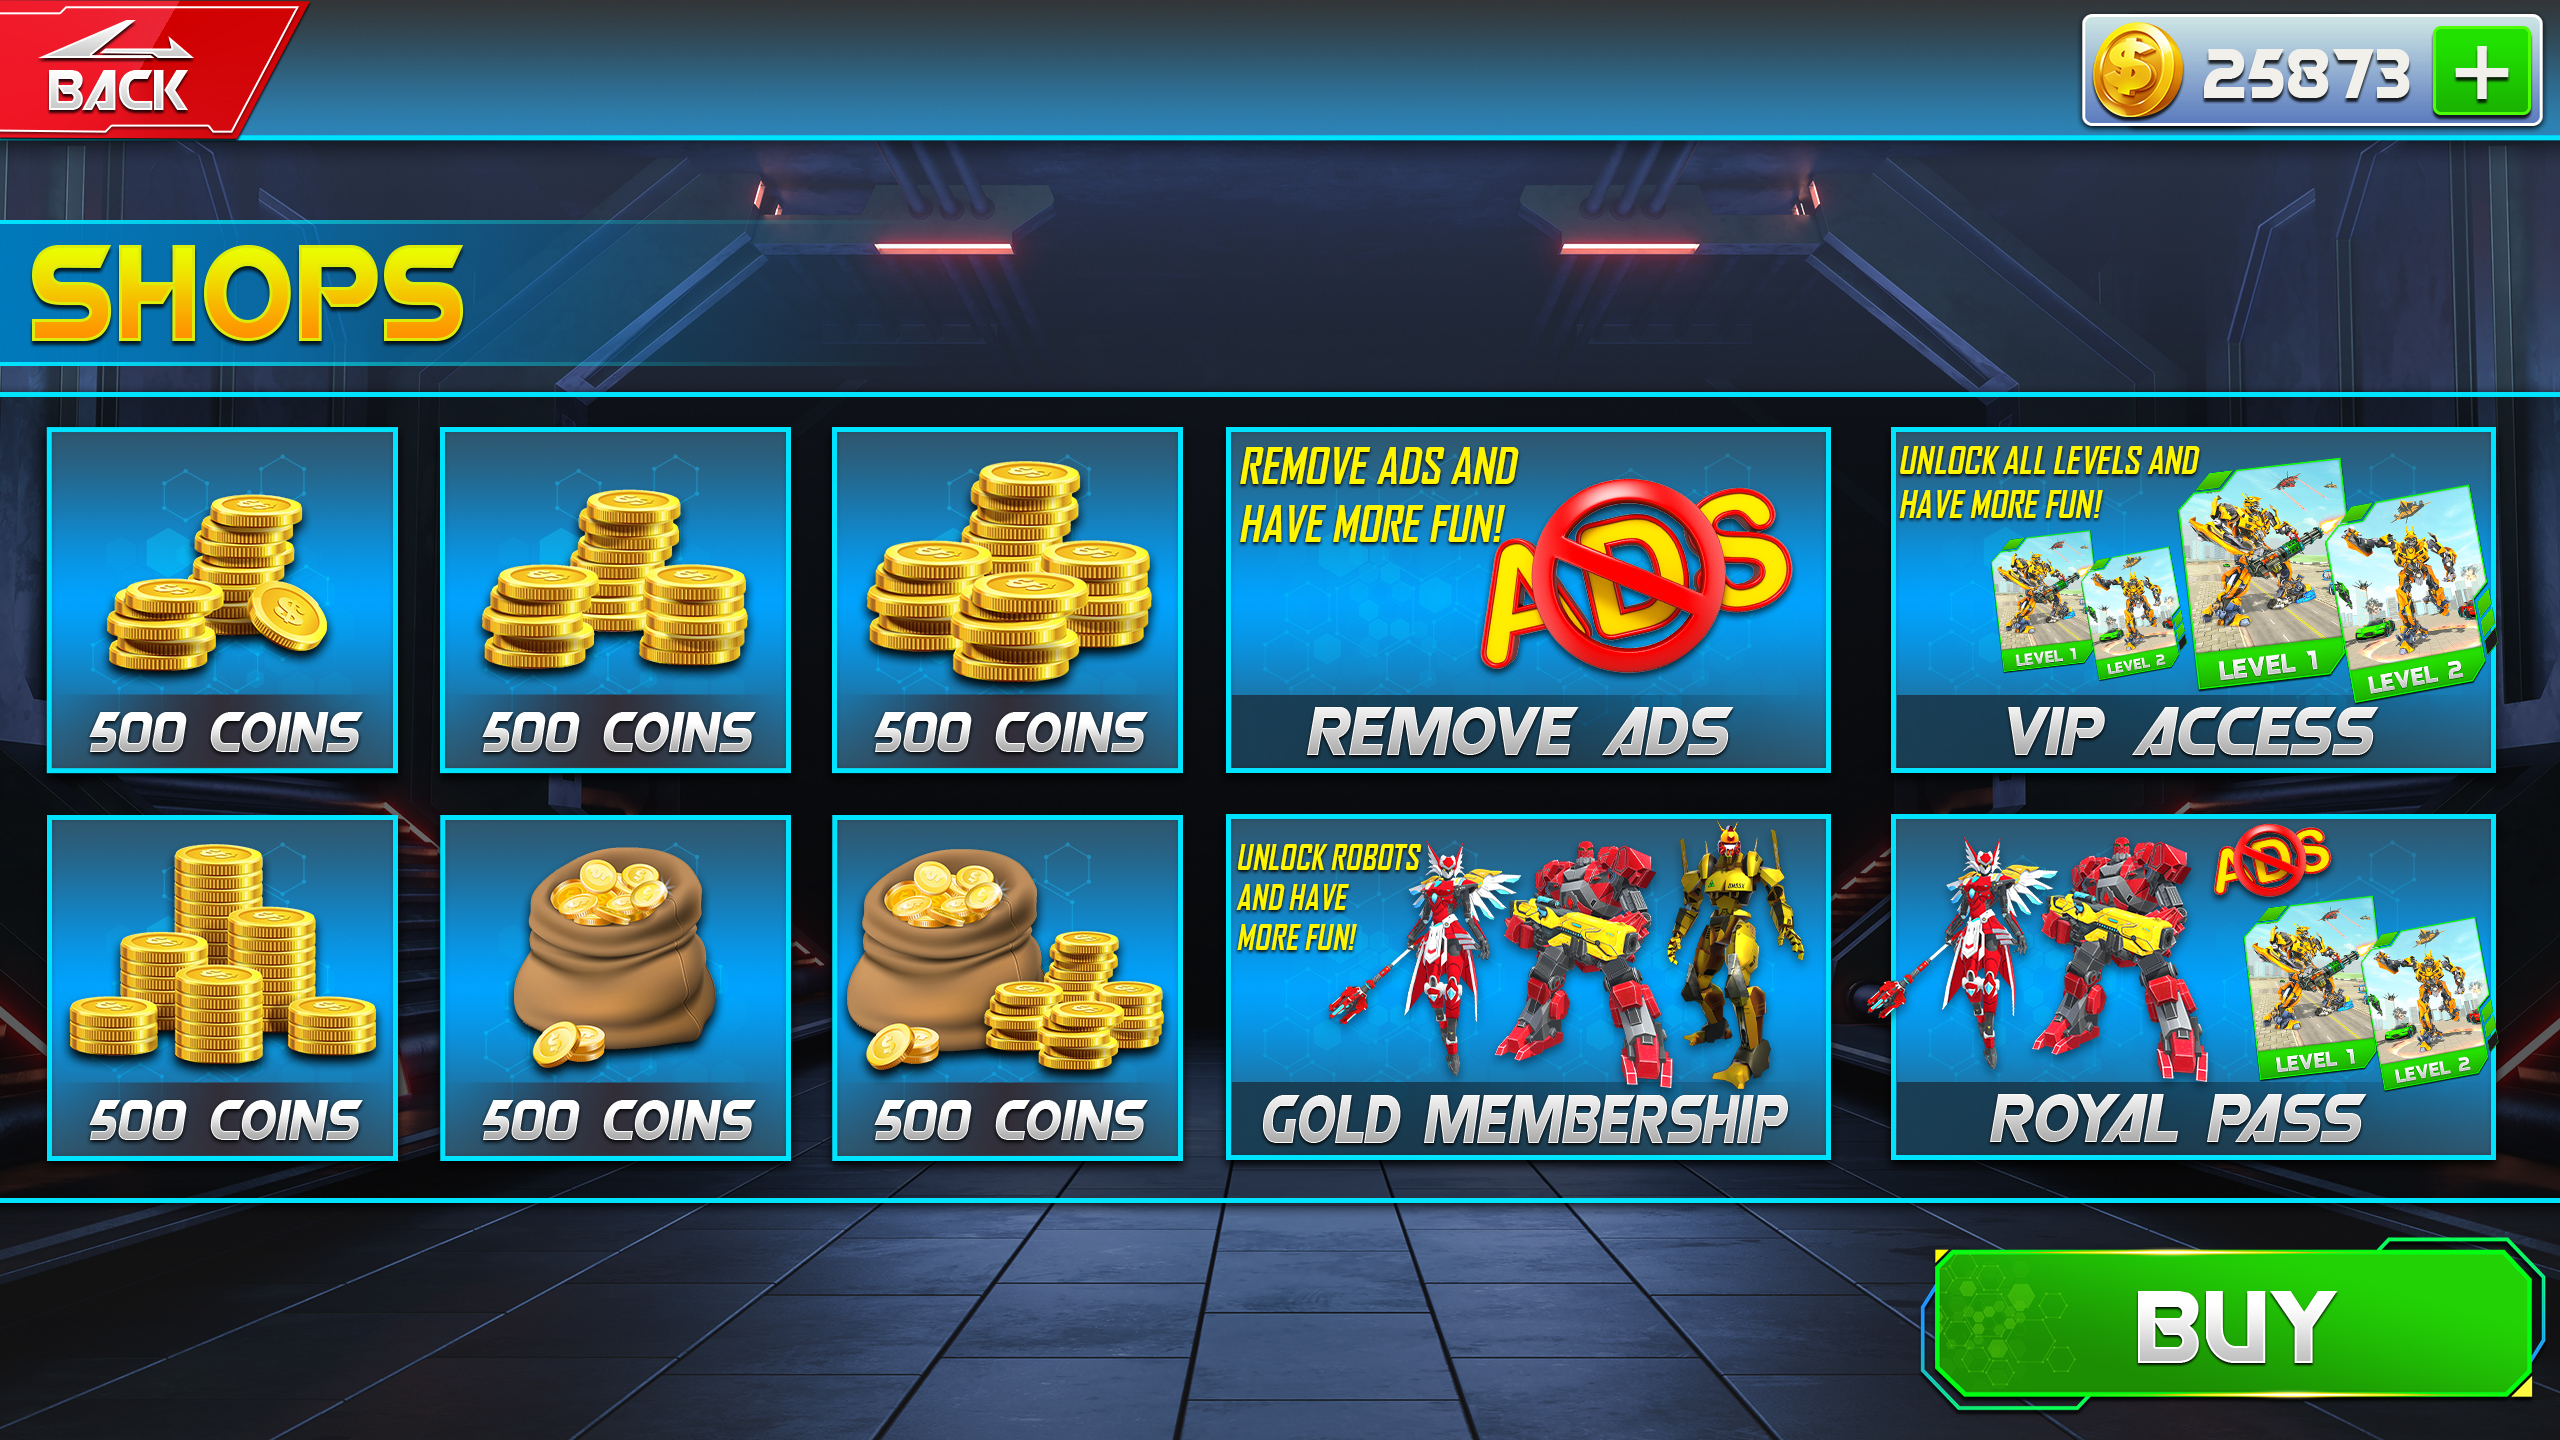 BACK
25873
SHOPS
500 COINS
500 COINS
500 COINS
REMOVE ADS AND
HAVE MORE FUN!
ADS
REMOVE ADS
UNLOCK ALL LEVELS AND
HAVE MORE FUN!
LEVEL 1
LEVEL 2
LEVEL 1
LEVEL 2
VIP ACCESS
500 COINS
500 COINS
500 COINS
UNLOCK ROBOTS
AND HAVE
MORE FUN!
GOLD MEMBERSHIP
ADS
LEVEL 1
LEVEL 2
ROYAL PASS
BUY